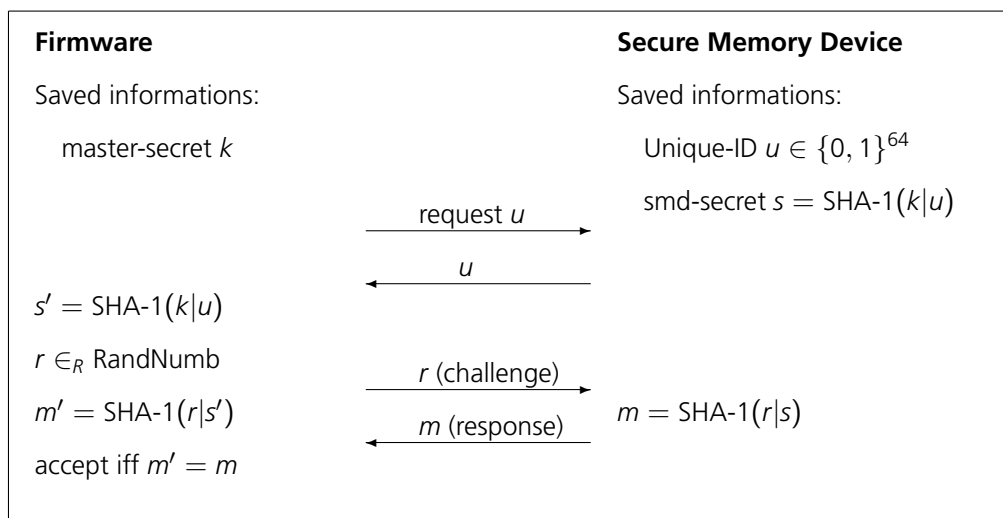 Firmware
Secure Memory Device
Saved informations:
Saved informations:
master-secret k
Unique-ID u ∈ {0, 1}^64
smd-secret s = SHA-1(k|u)
request u
u
s′ = SHA-1(k|u)
r ∈_R RandNumb
r (challenge)
m′ = SHA-1(r|s′)
m = SHA-1(r|s)
m (response)
accept iff m′ = m